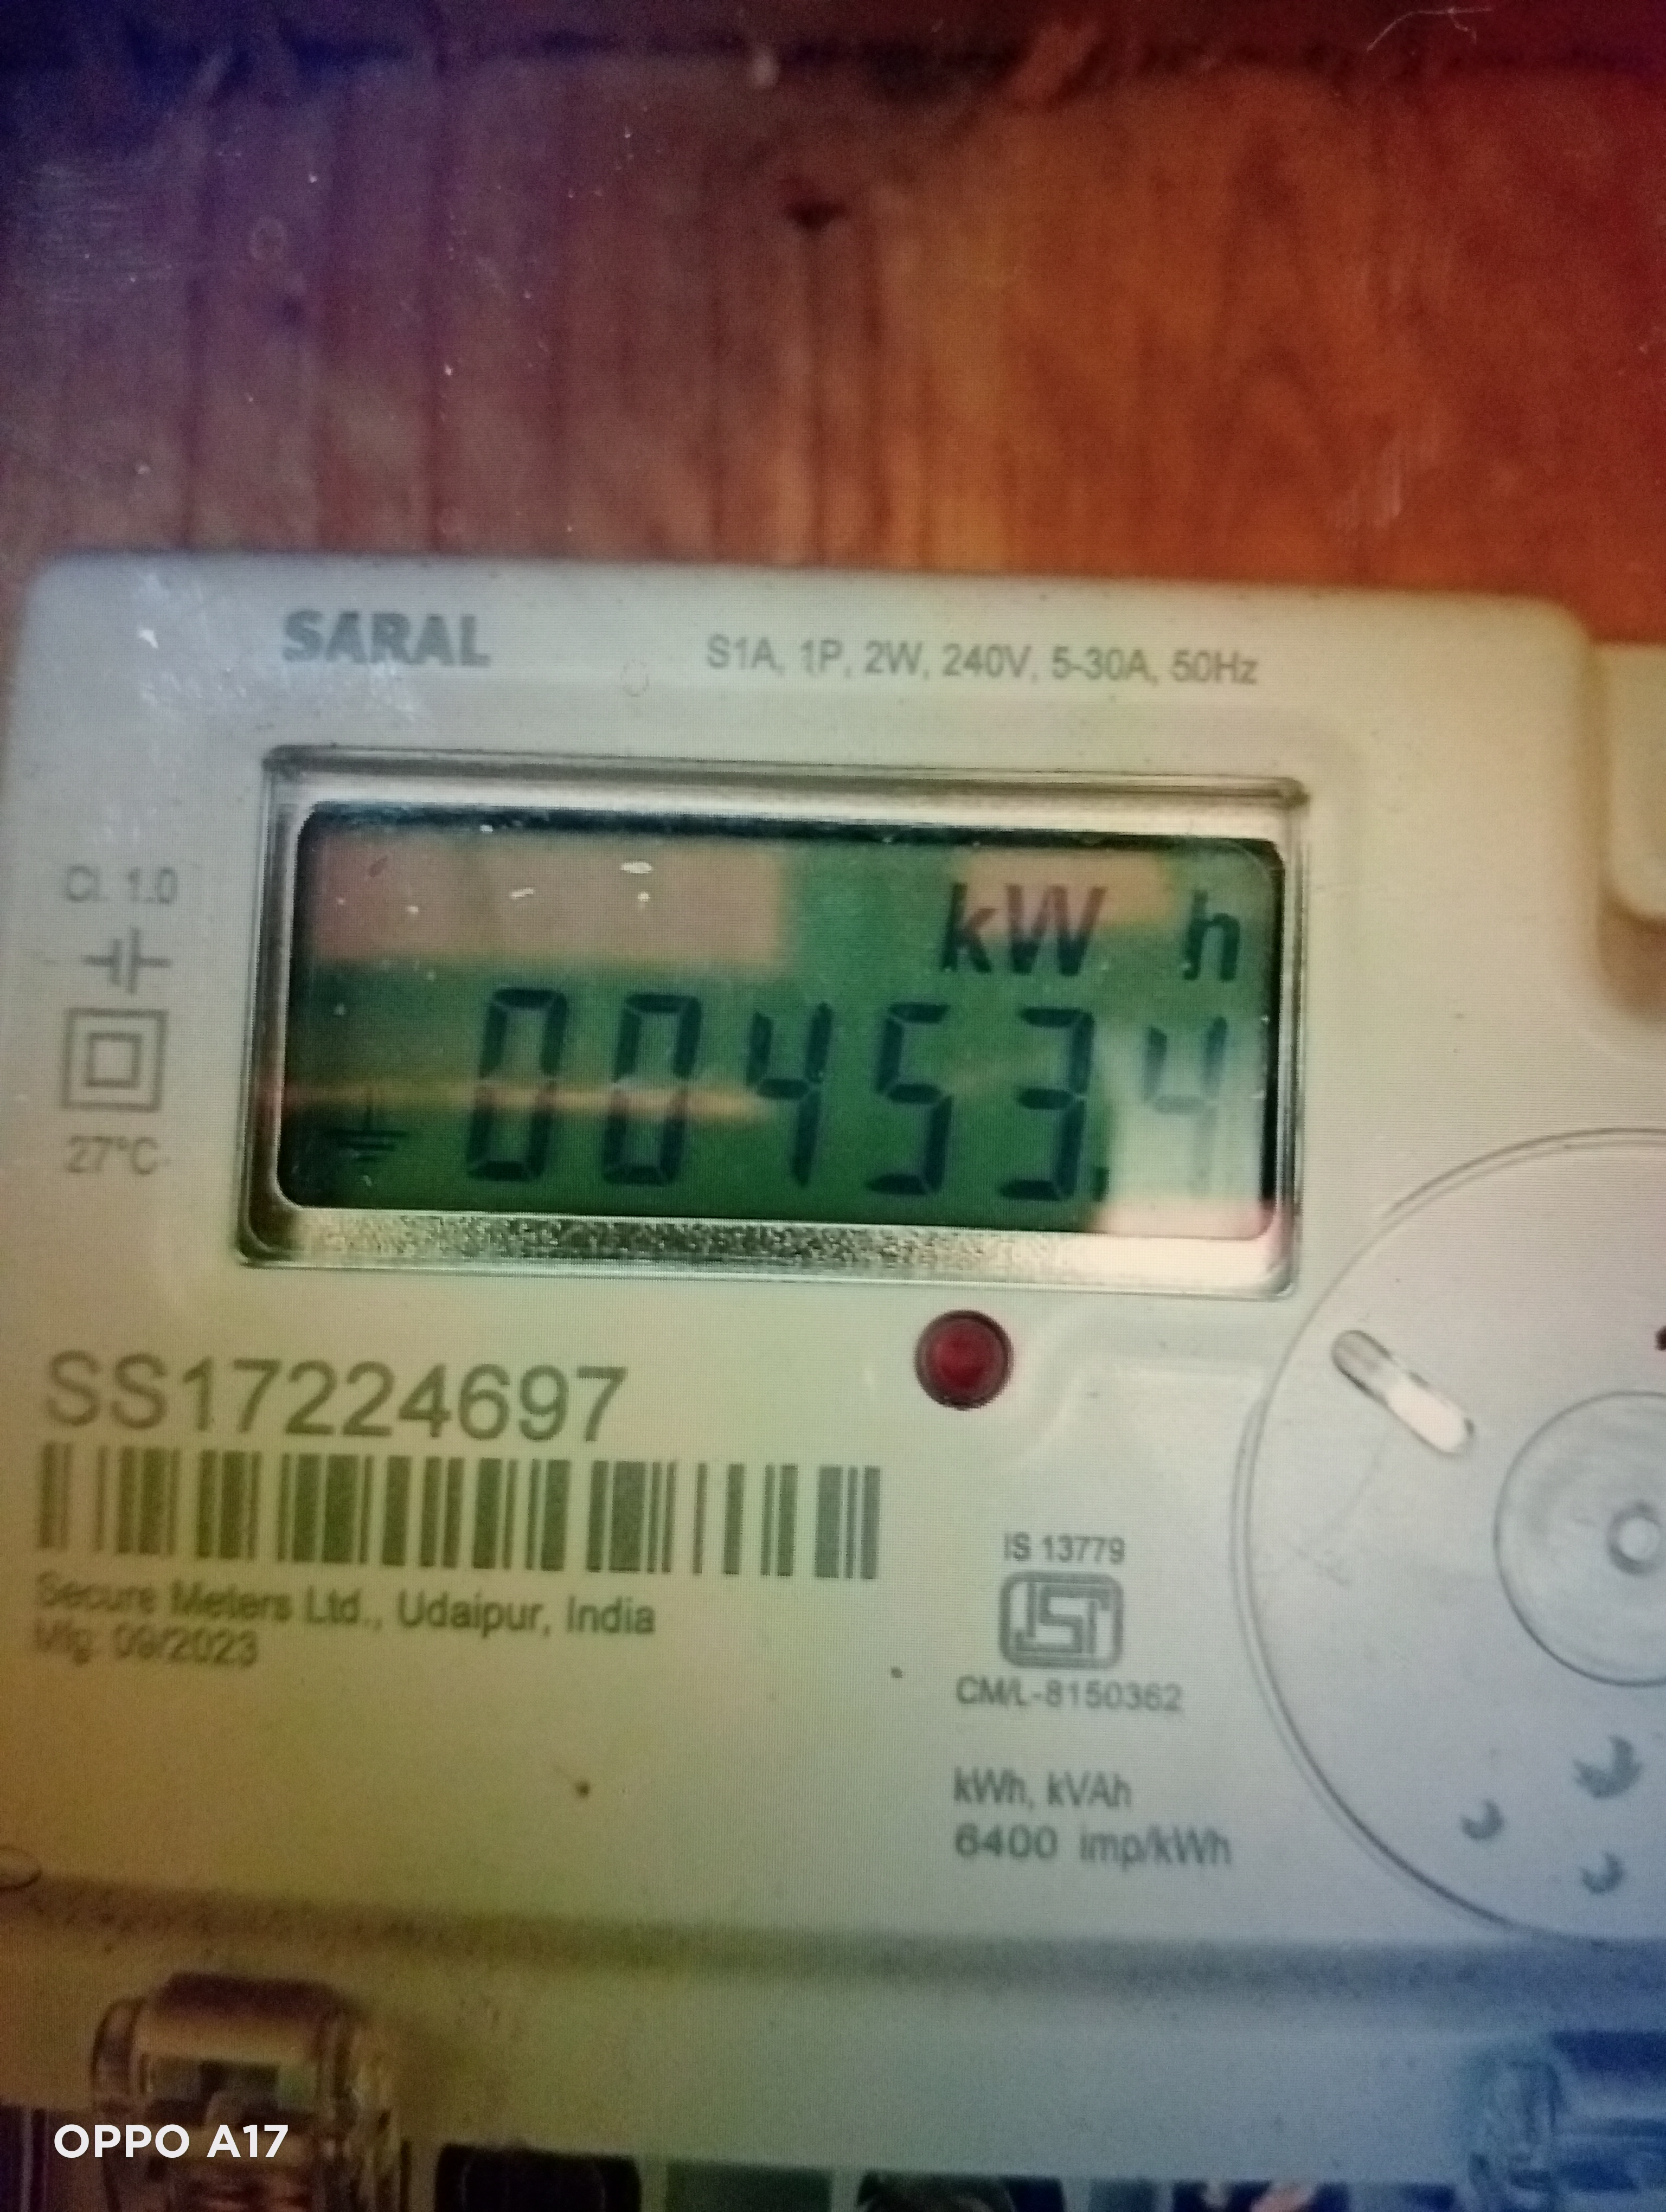 SARAL
S1A, 1P, 2W, 240V, 5-30A, 50Hz
Cl. 1.0
kW h
00453.4
27°C
SS17224697
Secure Meters Ltd., Udaipur, India
Mfg. 09/2023
IS 13779
ISI
CM/L-8150362
kWh, kVAh
6400 imp/kWh
OPPO A17